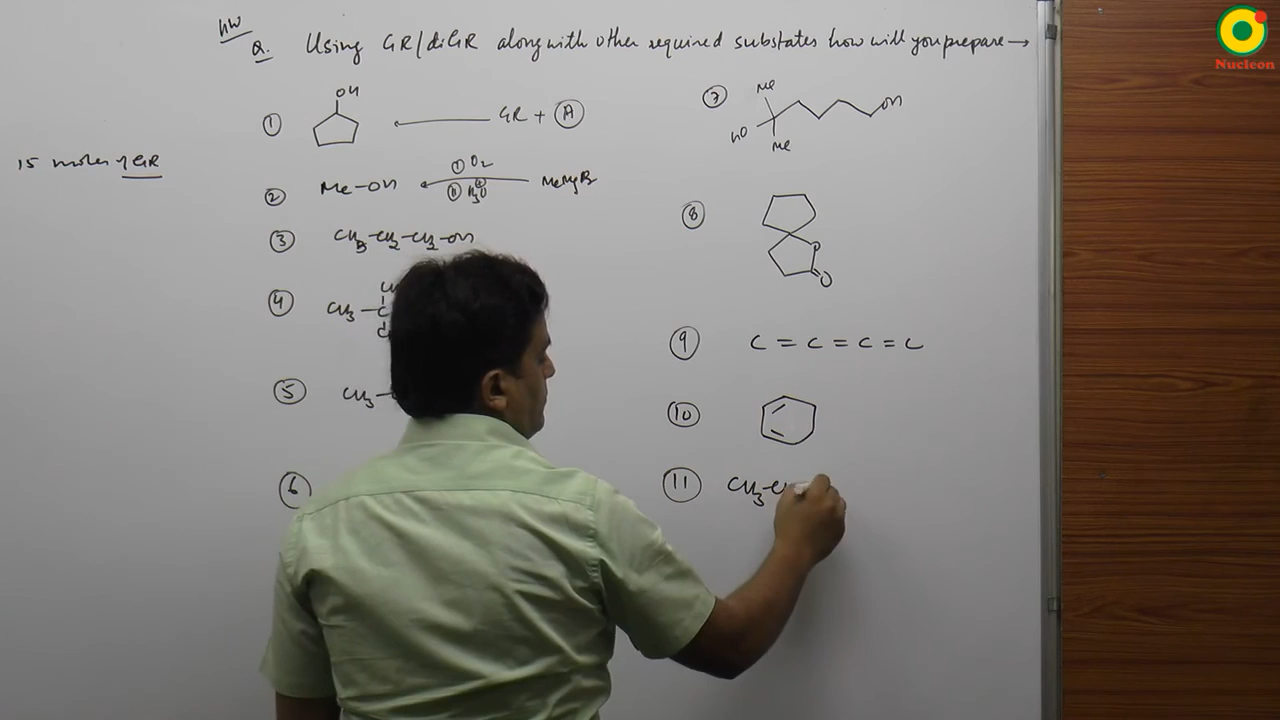 HW
Q. Using GR/diGR along with other required substates how will you prepare →
① OH ← GR + Ⓐ
15 moles of GR
② Me-OH ← ① O2 ⑪ H3O⊕ MeMgBr
③ CH3-CH2-CH2-OH
④ CH3-C
⑤ CH3-
⑥
⑦ Me HO Me OH
⑧ O O
⑨ C = C = C = C
⑩
⑪ CH3-C
Nucleon